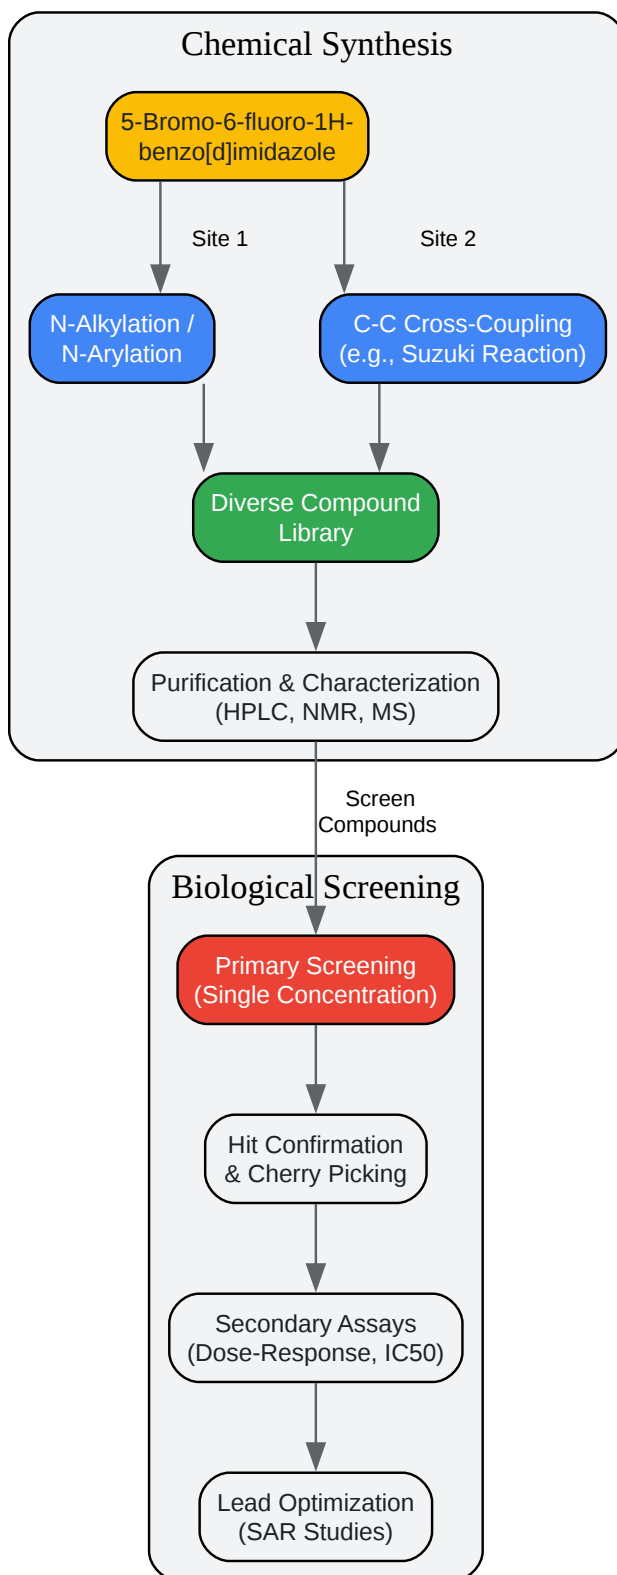 Chemical Synthesis
5-Bromo-6-fluoro-1H-
benzo[d]imidazole
Site 1
Site 2
N-Alkylation /
N-Arylation
C-C Cross-Coupling
(e.g., Suzuki Reaction)
Diverse Compound
Library
Purification & Characterization
(HPLC, NMR, MS)
Screen
Compounds
Biological Screening
Primary Screening
(Single Concentration)
Hit Confirmation
& Cherry Picking
Secondary Assays
(Dose-Response, IC50)
Lead Optimization
(SAR Studies)